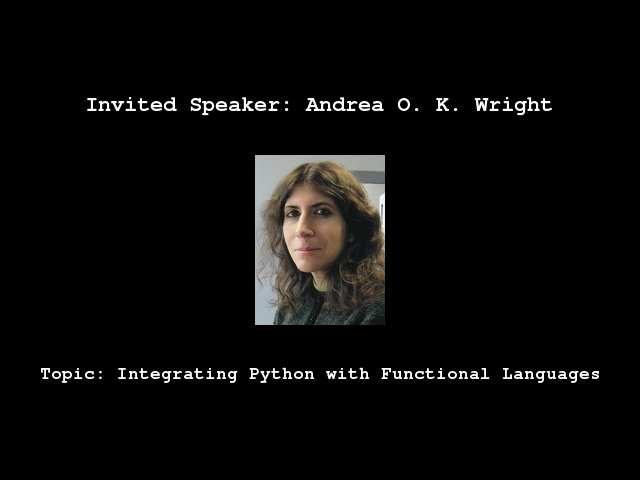 Invited Speaker: Andrea O. K. Wright
Topic: Integrating Python with Functional Languages